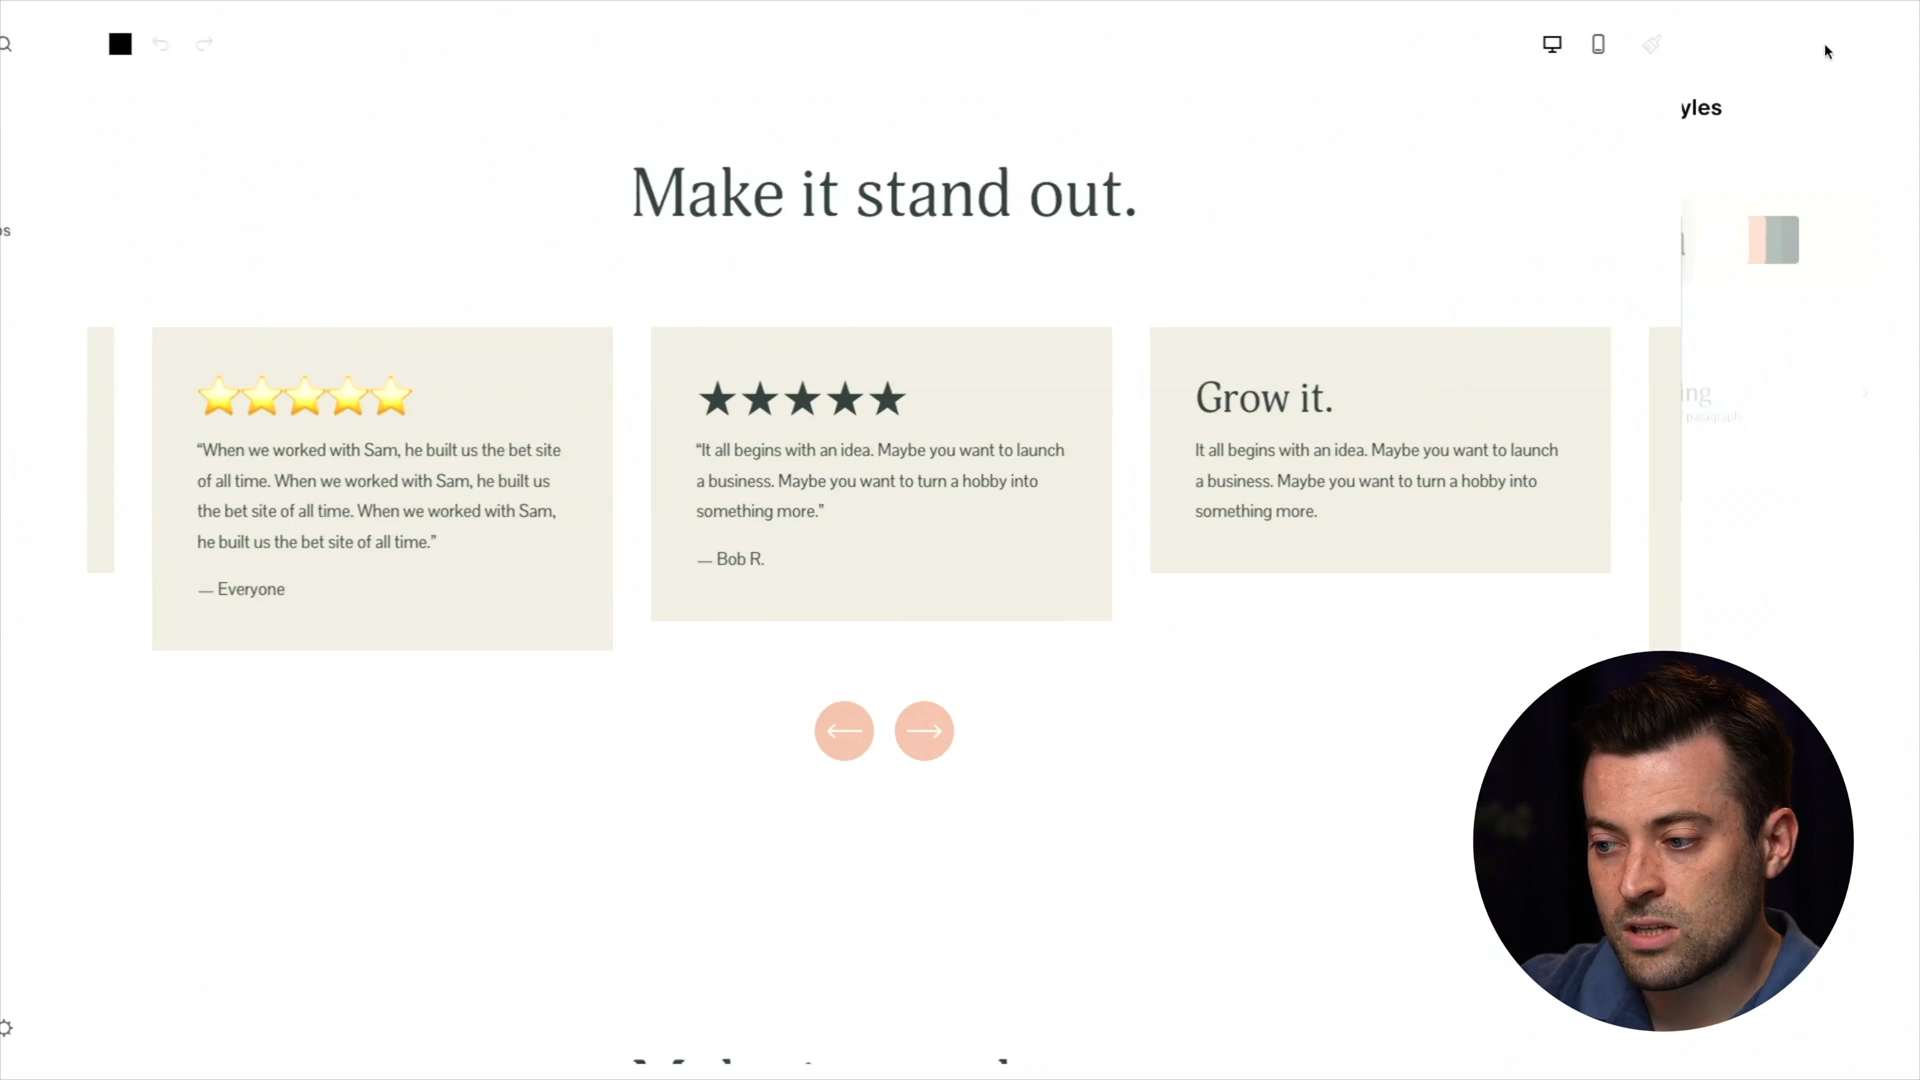 yles
Make it stand out.
“When we worked with Sam, he built us the bet site
of all time. When we worked with Sam, he built us
the bet site of all time. When we worked with Sam,
he built us the bet site of all time.”
— Everyone
★★★★★
“It all begins with an idea. Maybe you want to launch
a business. Maybe you want to turn a hobby into
something more.”
— Bob R.
Grow it.
It all begins with an idea. Maybe you want to launch
a business. Maybe you want to turn a hobby into
something more.
ing
paragraph